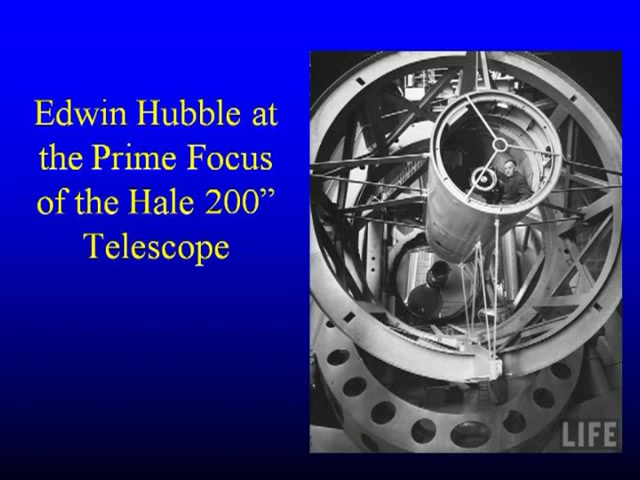 Edwin Hubble at
the Prime Focus
of the Hale 200”
Telescope
LIFE